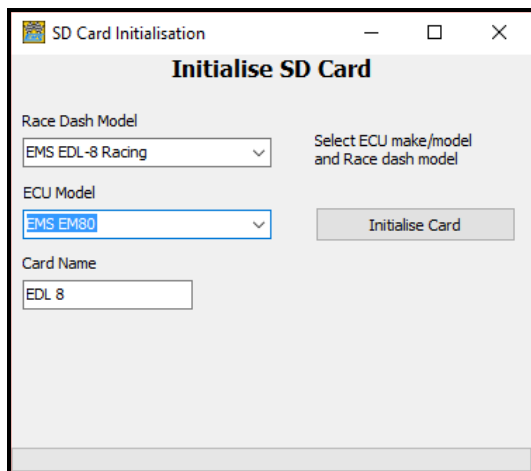 SD Card Initialisation
Initialise SD Card
Race Dash Model
EMS EDL-8 Racing
Select ECU make/model
and Race dash model
ECU Model
EMS EM80
Initialise Card
Card Name
EDL 8